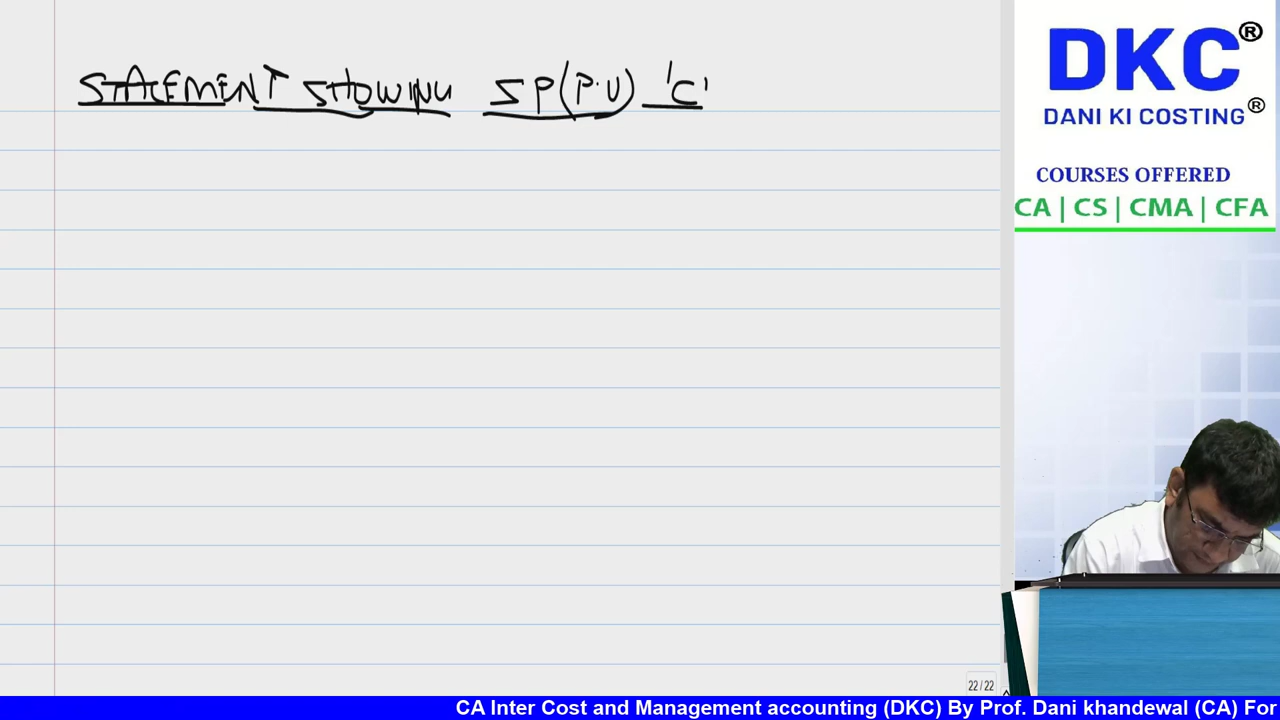 STATEMENT SHOWING SP(P.U) 'C'
DKC®
DANI KI COSTING®
COURSES OFFERED
CA | CS | CMA | CFA
22 / 22
CA Inter Cost and Management accounting (DKC) By Prof. Dani khandewal (CA) For